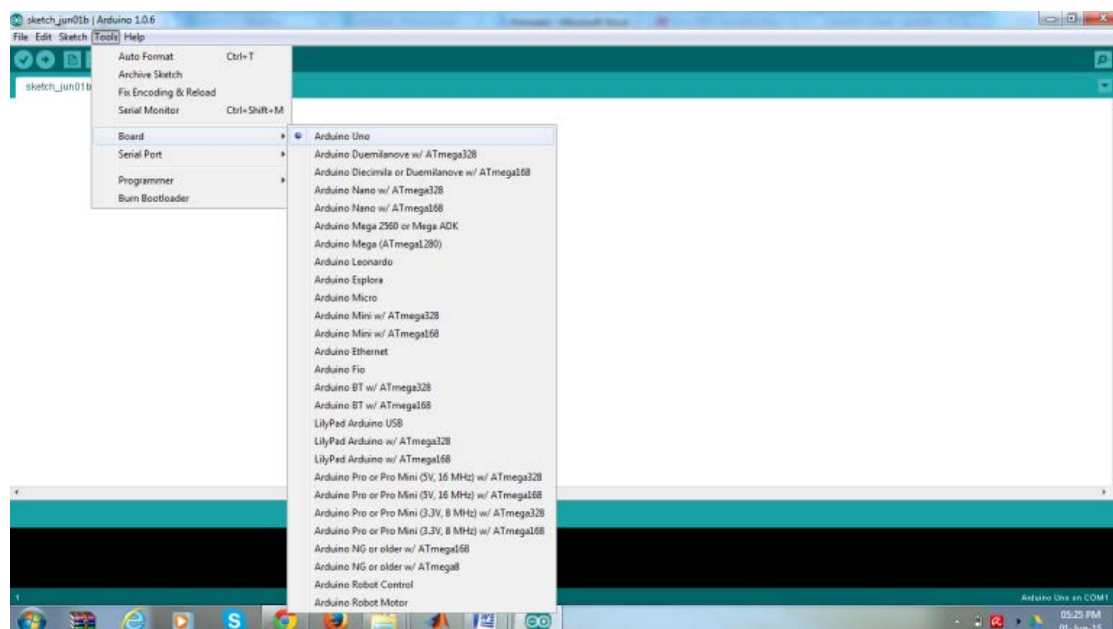 sketch_jun01b | Arduino 1.0.6
File Edit Sketch Tools Help
sketch_jun01b
Auto Format Ctrl+T
Archive Sketch
Fix Encoding & Reload
Serial Monitor Ctrl+Shift+M
Board
Serial Port
Programmer
Burn Bootloader
Arduino Uno
Arduino Duemilanove w/ ATmega328
Arduino Diecimila or Duemilanove w/ ATmega168
Arduino Nano w/ ATmega328
Arduino Nano w/ ATmega168
Arduino Mega 2560 or Mega ADK
Arduino Mega (ATmega1280)
Arduino Leonardo
Arduino Esplora
Arduino Micro
Arduino Mini w/ ATmega328
Arduino Mini w/ ATmega168
Arduino Ethernet
Arduino Fio
Arduino BT w/ ATmega328
Arduino BT w/ ATmega168
LilyPad Arduino USB
LilyPad Arduino w/ ATmega328
LilyPad Arduino w/ ATmega168
Arduino Pro or Pro Mini (5V, 16 MHz) w/ ATmega328
Arduino Pro or Pro Mini (5V, 16 MHz) w/ ATmega168
Arduino Pro or Pro Mini (3.3V, 8 MHz) w/ ATmega328
Arduino Pro or Pro Mini (3.3V, 8 MHz) w/ ATmega168
Arduino NG or older w/ ATmega168
Arduino NG or older w/ ATmega8
Arduino Robot Control
Arduino Robot Motor
1
Arduino Uno on COM1
05:25 PM
01-Jun-15